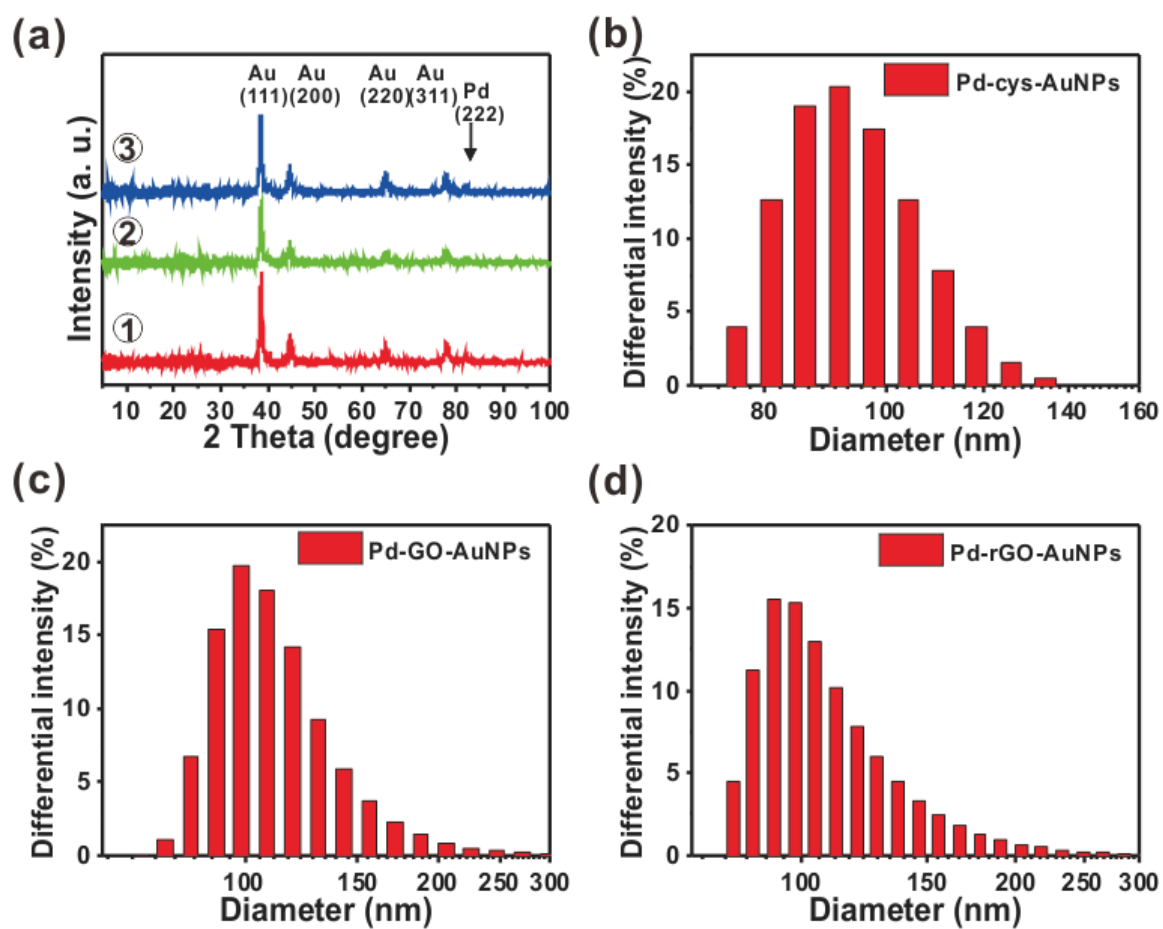 (a)
Au Au Au Au Pd
(111) (200) (220) (311) (222)
③
②
①
Intensity (a. u.)
10 20 30 40 50 60 70 80 90 100
2 Theta (degree)
(b)
Pd-cys-AuNPs
Differential intensity (%)
20
15
10
5
0
80 100 120 140 160
Diameter (nm)
(c)
Pd-GO-AuNPs
Differential intensity (%)
20
15
10
5
0
100 150 200 250 300
Diameter (nm)
(d)
Pd-rGO-AuNPs
Differential intensity (%)
20
15
10
5
0
100 150 200 250 300
Diameter (nm)